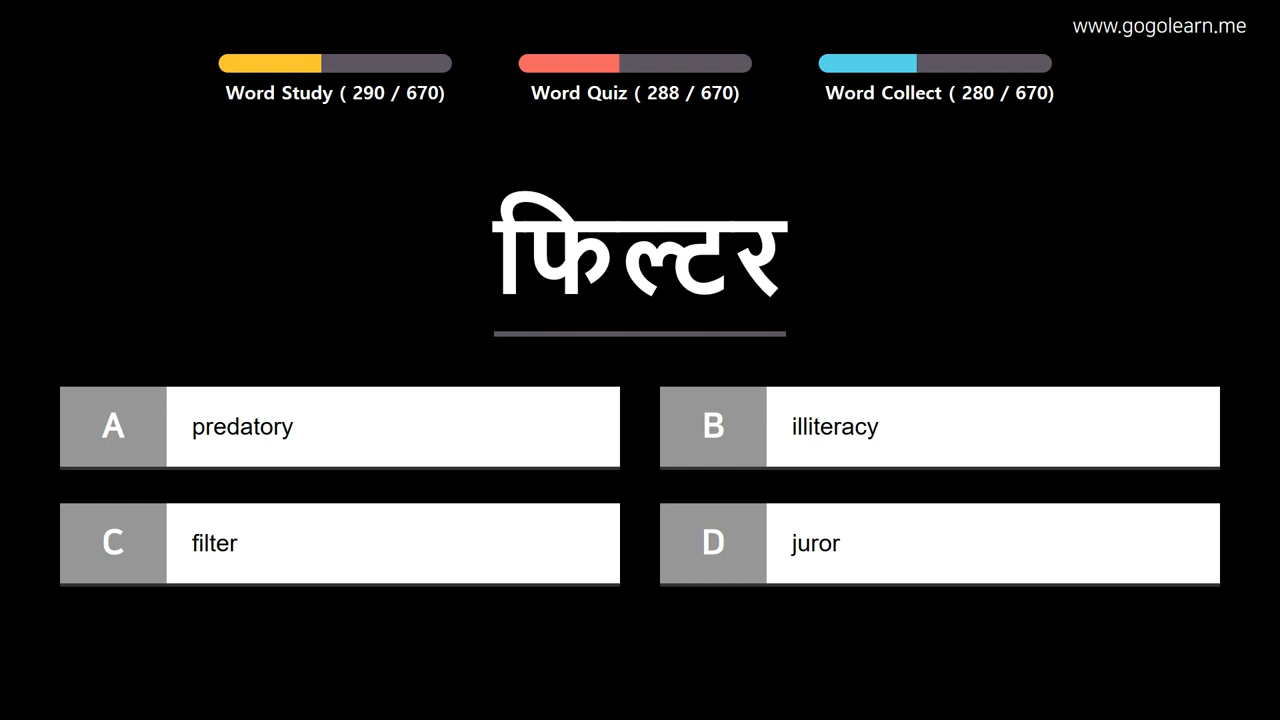 www.gogolearn.me
Word Study ( 290 / 670)
Word Quiz ( 288 / 670)
Word Collect ( 280 / 670)
फिल्टर
A predatory
B illiteracy
C filter
D juror